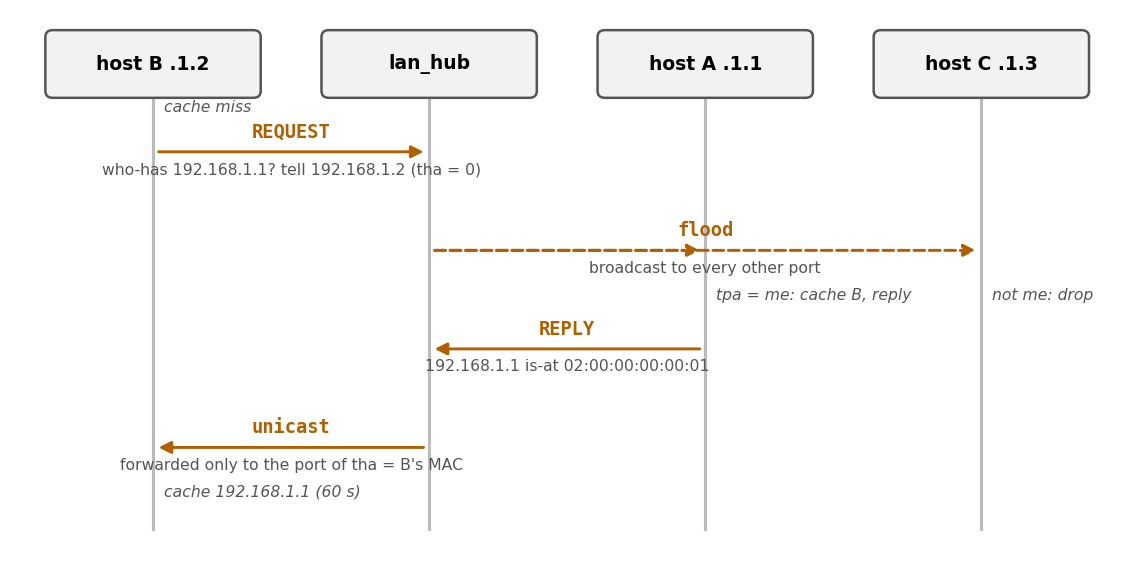 host B .1.2
lan_hub
host A .1.1
host C .1.3
cache miss
REQUEST
who-has 192.168.1.1? tell 192.168.1.2 (tha = 0)
flood
broadcast to every other port
tpa = me: cache B, reply
not me: drop
REPLY
192.168.1.1 is-at 02:00:00:00:00:01
unicast
forwarded only to the port of tha = B's MAC
cache 192.168.1.1 (60 s)